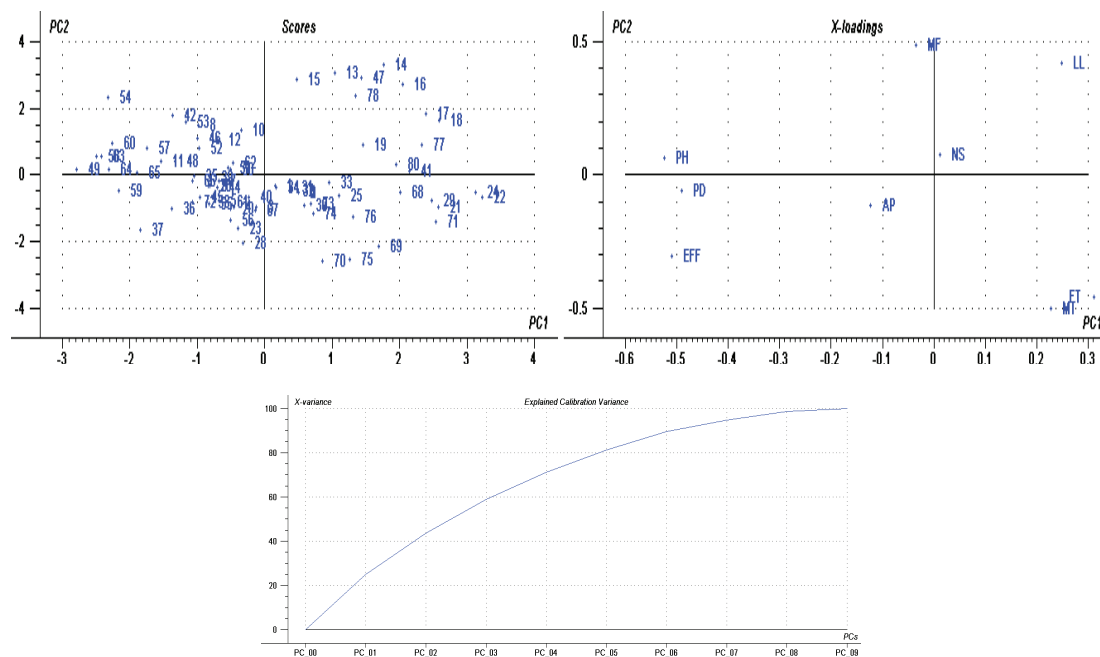 PC2 Scores
4
2
0
-2
-4
14
15 13 47 16
78
54
42 53 8 17 18
10
46 12
60 57 52 19 77
11 48 62 80 41
49 64 65
59 33 68 24 22
36 40 25 29 21
67 74 76 71
37 56 23
28 69
70 75
PC1
-3 -2 -1 0 1 2 3 4
PC2 X-loadings
0.5
0
-0.5
MF
LL
NS
PH
PD
AP
EFF
ET
MT
PC1
-0.6 -0.5 -0.4 -0.3 -0.2 -0.1 0 0.1 0.2 0.3
X-variance Explained Calibration Variance
100
80
60
40
20
0
PCs
PC_00 PC_01 PC_02 PC_03 PC_04 PC_05 PC_06 PC_07 PC_08 PC_09